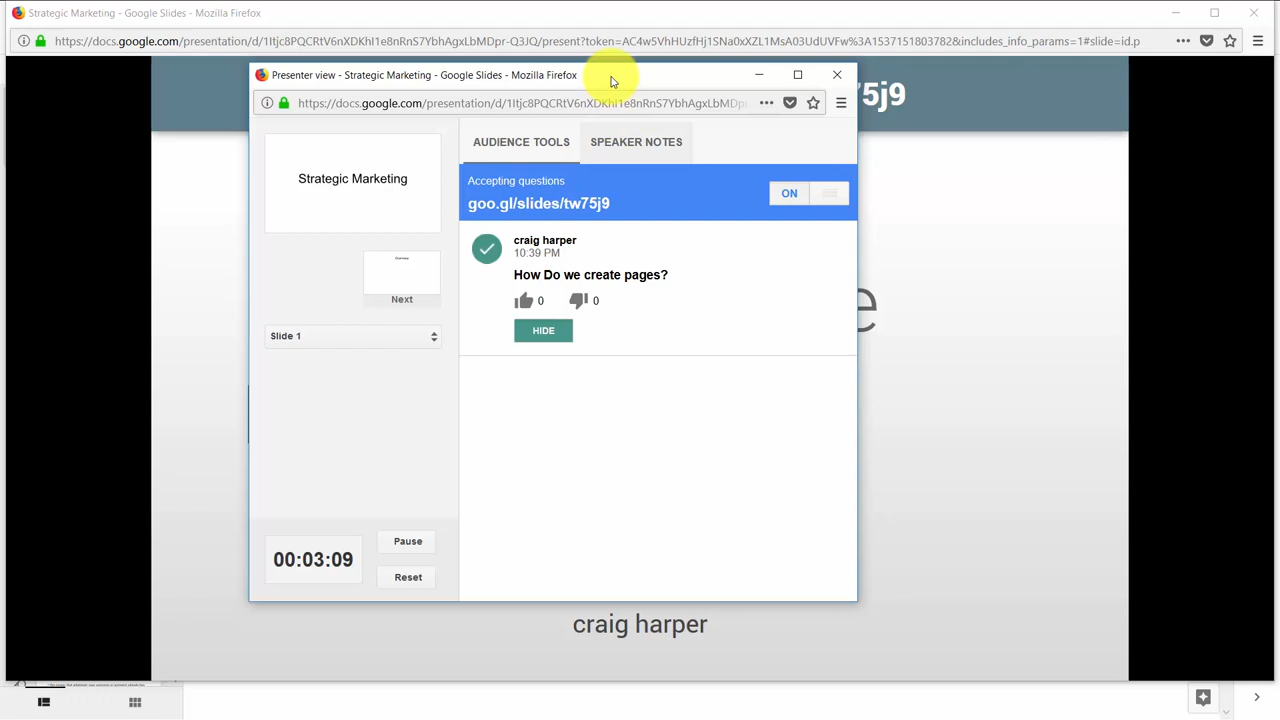 Strategic Marketing - Google Slides - Mozilla Firefox
https://docs.google.com/presentation/d/1Itjc8PQCRtV6nXDKhI1e8nRnS7YbhAgxLbMDpr-Q3JQ/present?token=AC4w5VhHUzfHj1SNa0xXZL1MsA03UdUVFw%3A1537151803782&includes_info_params=1#slide=id.p
75j9
Presenter view - Strategic Marketing - Google Slides - Mozilla Firefox
https://docs.google.com/presentation/d/1Itjc8PQCRtV6nXDKhI1e8nRnS7YbhAgxLbMDpr
Strategic Marketing
Overview
Next
Slide 1
00:03:09
Pause
Reset
AUDIENCE TOOLS
SPEAKER NOTES
Accepting questions
goo.gl/slides/tw75j9
ON
craig harper
10:39 PM
How Do we create pages?
0
0
HIDE
e
craig harper